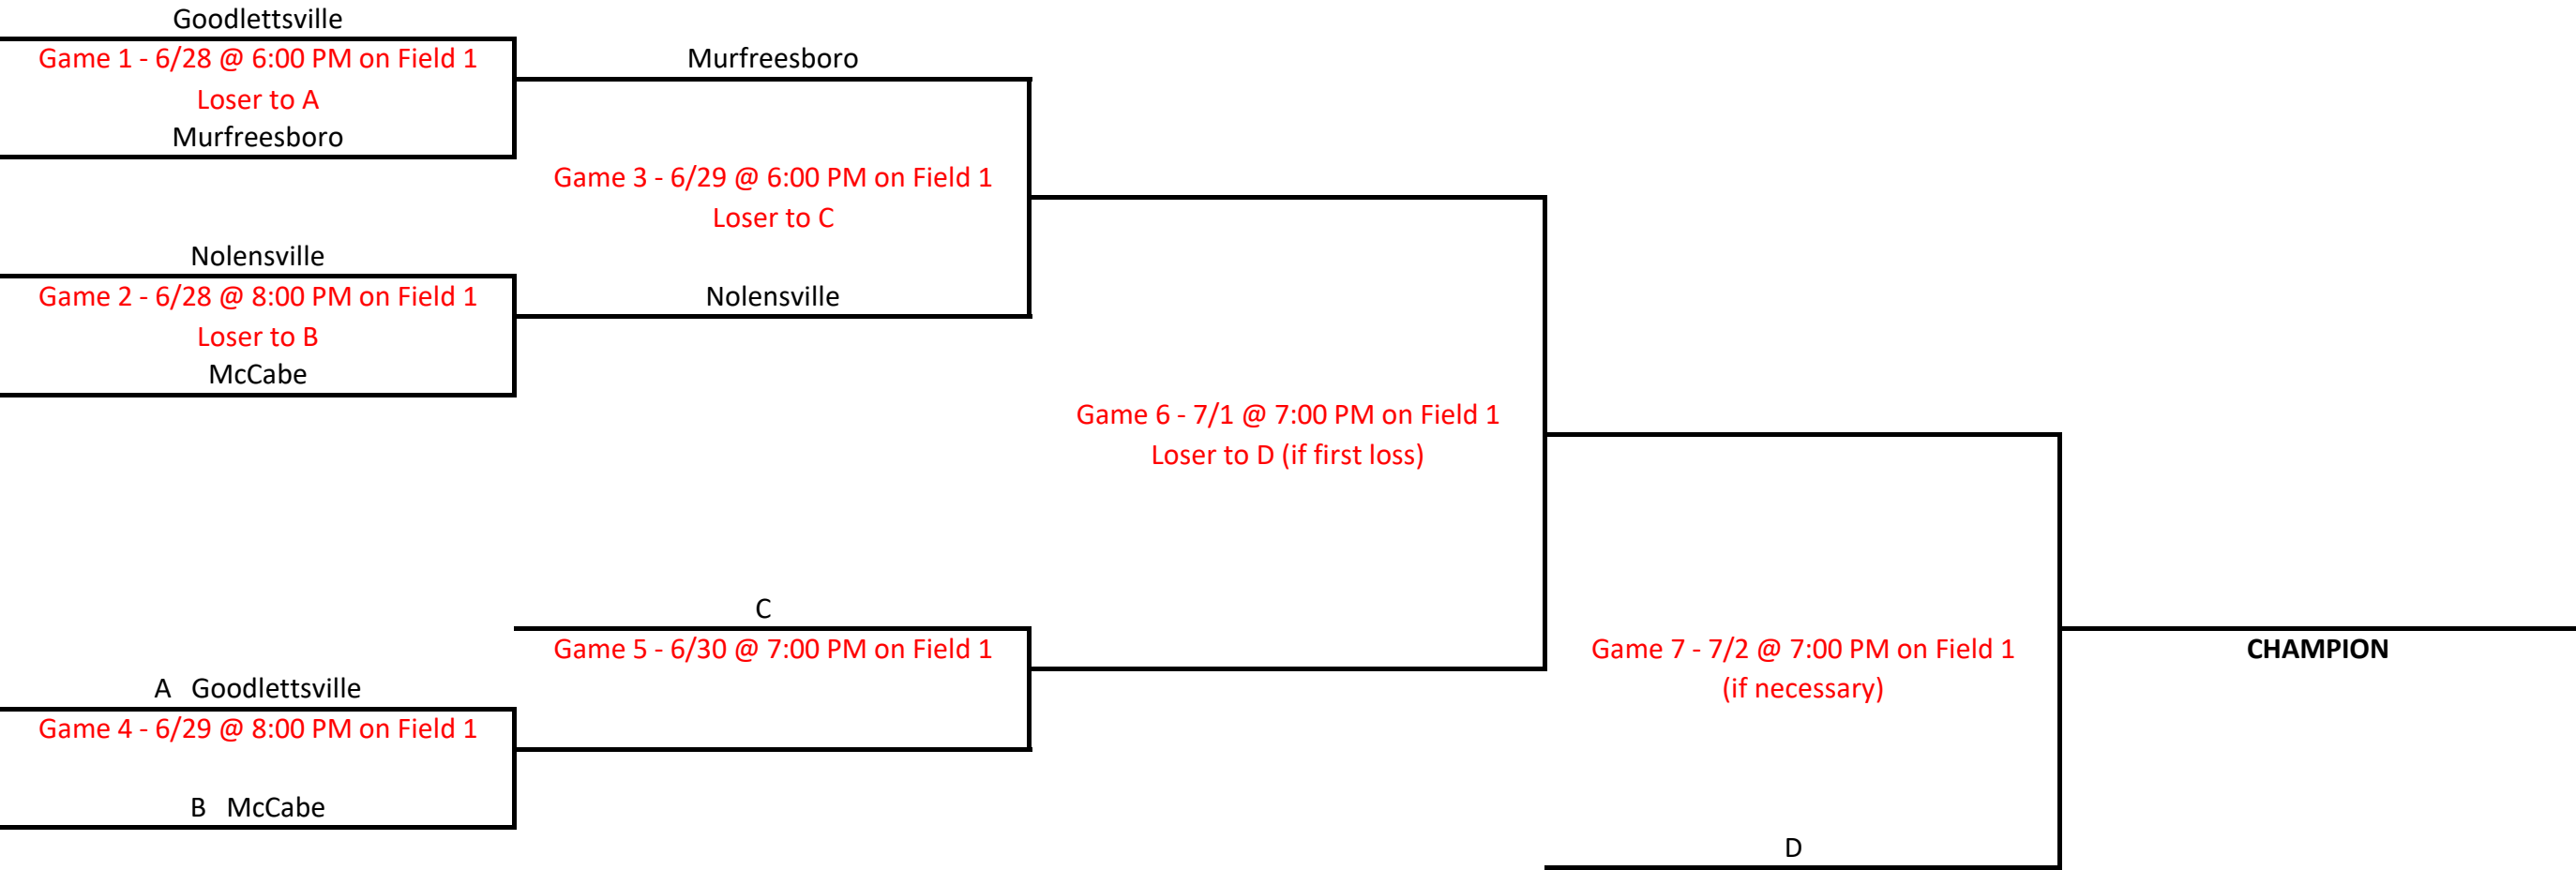 Goodlettsville
Game 1 - 6/28 @ 6:00 PM on Field 1
Loser to A
Murfreesboro
Nolensville
Game 2 - 6/28 @ 8:00 PM on Field 1
Loser to B
McCabe
A Goodlettsville
Game 4 - 6/29 @ 8:00 PM on Field 1
B McCabe
Murfreesboro
Game 3 - 6/29 @ 6:00 PM on Field 1
Loser to C
Nolensville
C
Game 5 - 6/30 @ 7:00 PM on Field 1
Game 6 - 7/1 @ 7:00 PM on Field 1
Loser to D (if first loss)
Game 7 - 7/2 @ 7:00 PM on Field 1
(if necessary)
D
CHAMPION